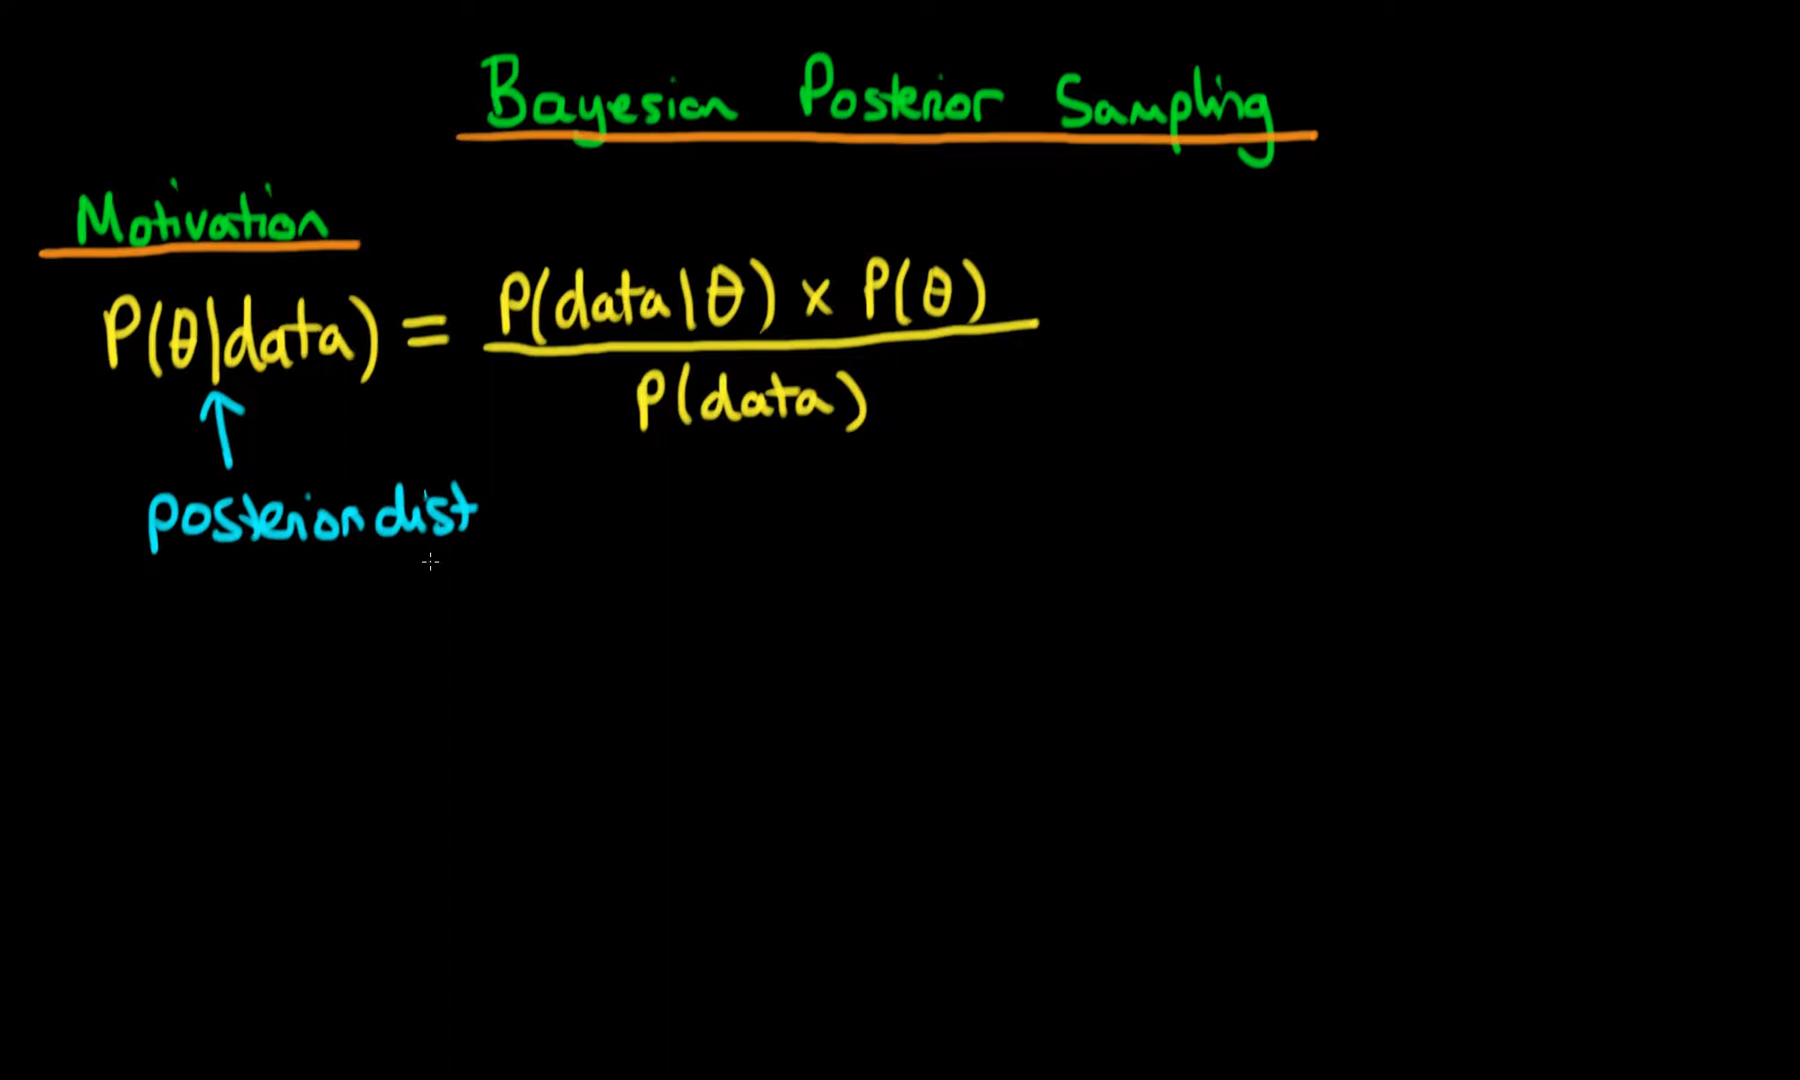 Bayesian Posterior Sampling
Motivation
P(θ|data) = P(data|θ) x P(θ)
P(data)
posterior dist